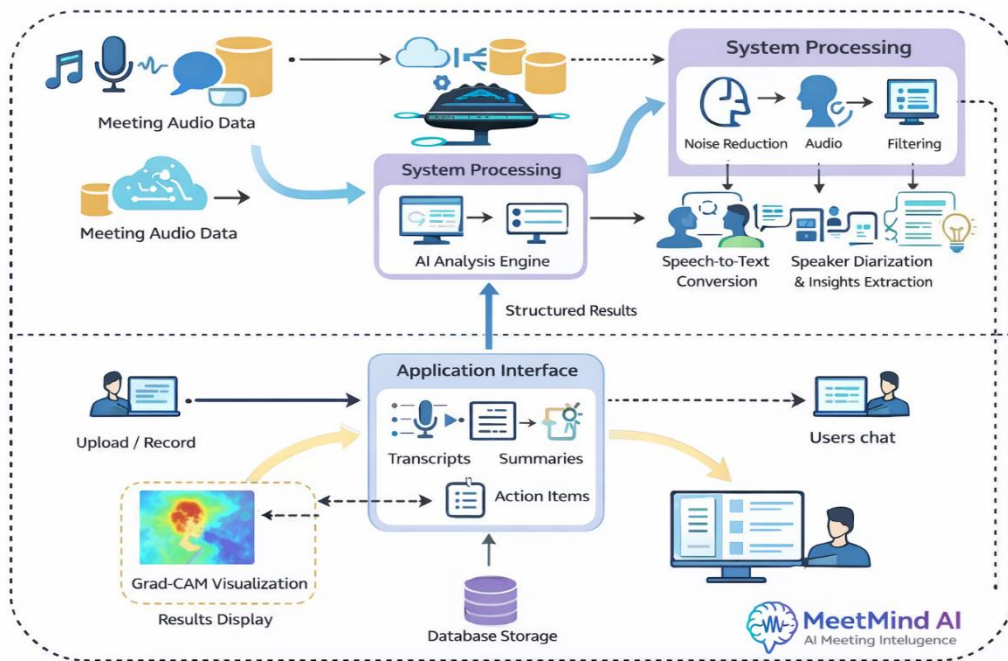 System Processing
Meeting Audio Data
Noise Reduction
Audio
Filtering
System Processing
AI Analysis Engine
Meeting Audio Data
Speech-to-Text
Conversion
Speaker Diarization
& Insights Extraction
Structured Results
Application Interface
Upload / Record
Transcripts
Summaries
Action Items
Users chat
Grad-CAM Visualization
Results Display
Database Storage
MeetMind AI
AI Meeting Intelugence